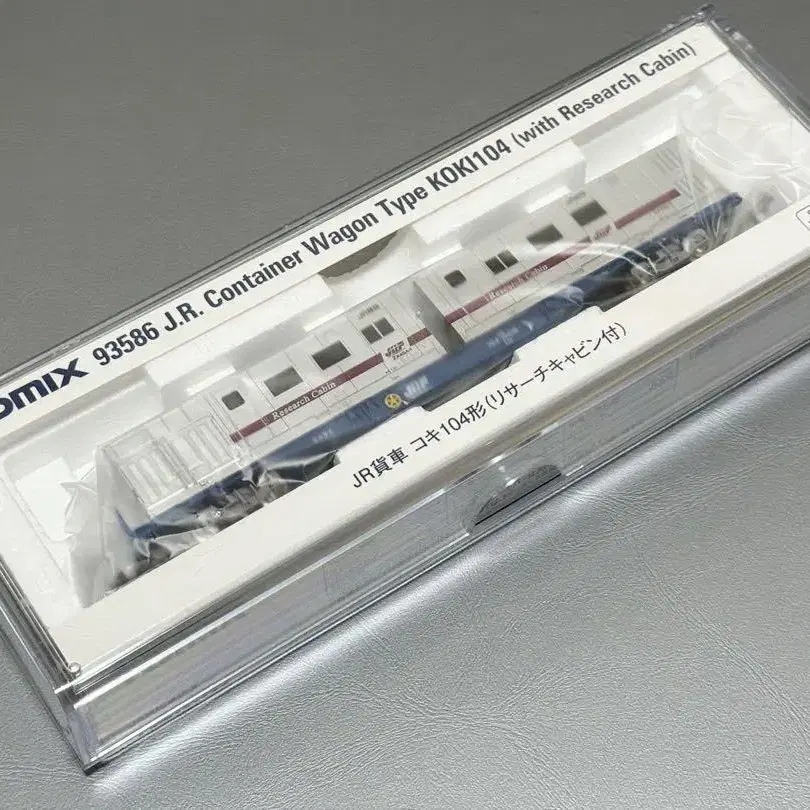 OMIX 93586 J.R. Container Wagon Type KOKI104 (with Research Cabin)
Research Cabin
Research Cabin
JRF
JR貨車 コキ104形(リサーチキャビン付)